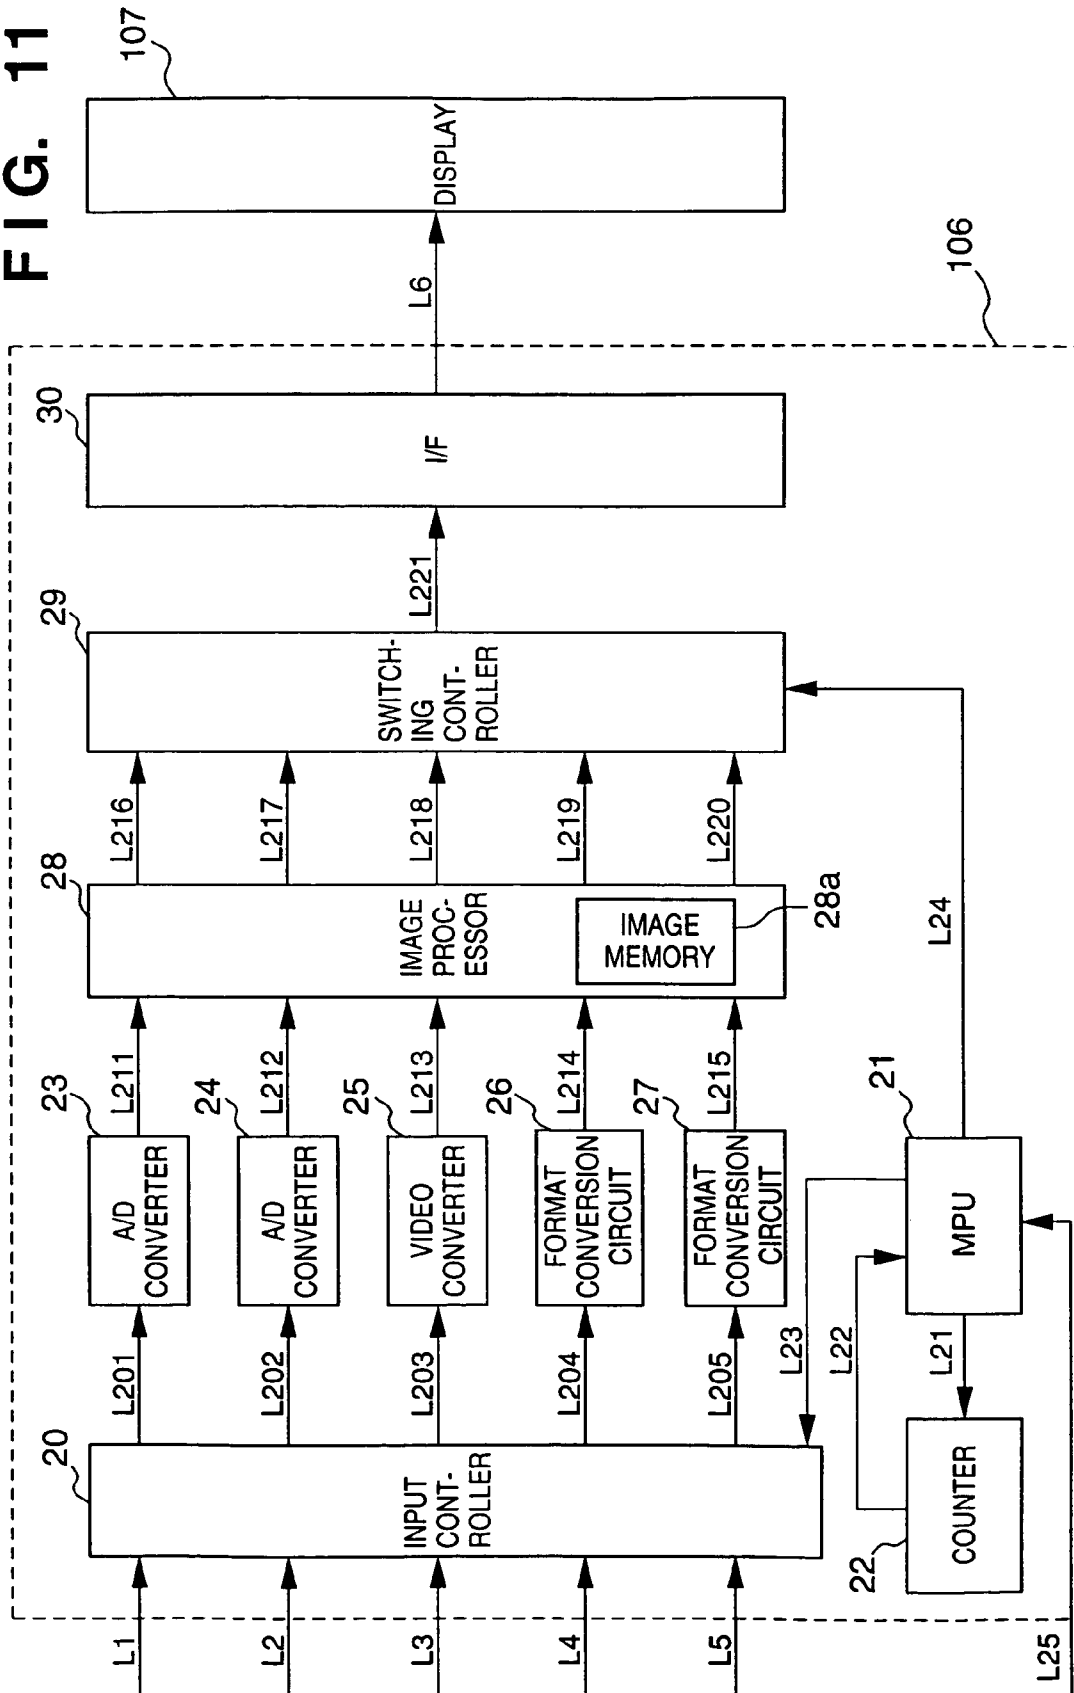 FIG. 11
107
DISPLAY
L6
106
30
I/F
L221
29
SWITCH-
ING
CONT-
ROLLER
L216
L217
L218
L219
L220
L24
28
IMAGE
PROC-
ESSOR
IMAGE
MEMORY
28a
L211
L212
L213
L214
L215
23
A/D
CONVERTER
24
A/D
CONVERTER
25
VIDEO
CONVERTER
26
FORMAT
CONVERSION
CIRCUIT
27
FORMAT
CONVERSION
CIRCUIT
21
MPU
L201
L202
L203
L204
L205
L23
L22
L21
20
INPUT
CONT-
ROLLER
22
COUNTER
L1
L2
L3
L4
L5
L25